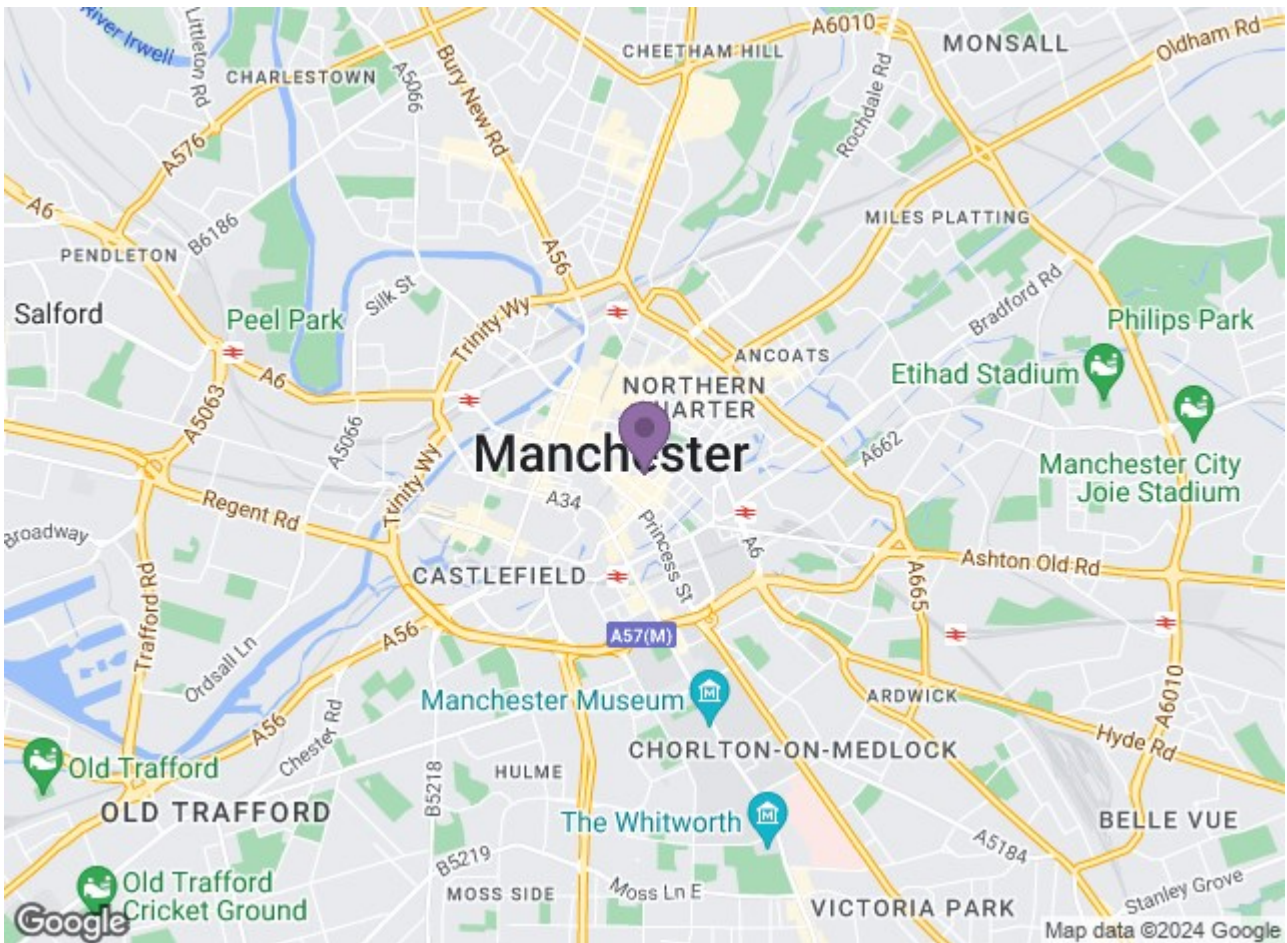 River Irwell
Littleton Rd
CHARLESTOWN
A5066
Bury New Rd
CHEETHAM HILL
A6010
MONSALL
Oldham Rd
Rochdale Rd
A576
A6
PENDLETON
B6186
A56
MILES PLATTING
Silk St
Salford
Peel Park
Trinity Wy
Bradford Rd
Philips Park
ANCOATS
Etihad Stadium
NORTHERN
QUARTER
A6
A5063
A5066
Manchester
A662
Manchester City
Joie Stadium
Trinity Wy
A34
Regent Rd
Broadway
Princess St
A6
Ashton Old Rd
CASTLEFIELD
A665
Trafford Rd
A56
A57(M)
Ordsall Ln
ARDWICK
A6010
Manchester Museum
A56
Chester Rd
CHORLTON-ON-MEDLOCK
Hyde Rd
Old Trafford
HULME
B5218
OLD TRAFFORD
The Whitworth
BELLE VUE
A5184
B5219
Old Trafford
Cricket Ground
MOSS SIDE
Moss Ln E
VICTORIA PARK
Stanley Grove
Google
Map data ©2024 Google